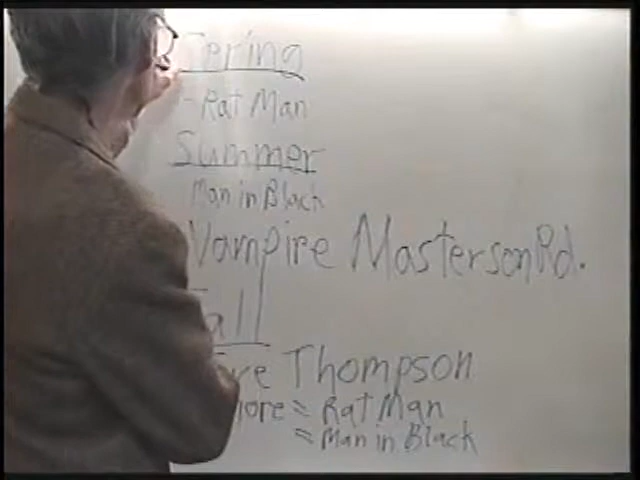 Spring
- Rat Man
Summer
Man in Black
Vampire Masterson Rd.
Fall
Thompson
= Rat Man
= Man in Black